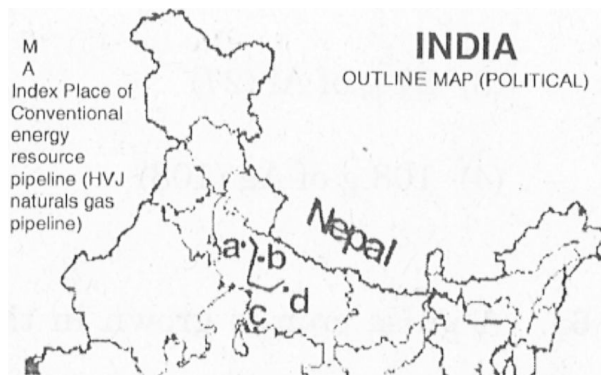 INDIA
OUTLINE MAP (POLITICAL)
M
A
Index Place of
Conventional
energy
resource
pipeline (HVJ
naturals gas
pipeline)
Nepal
a
b
d
c